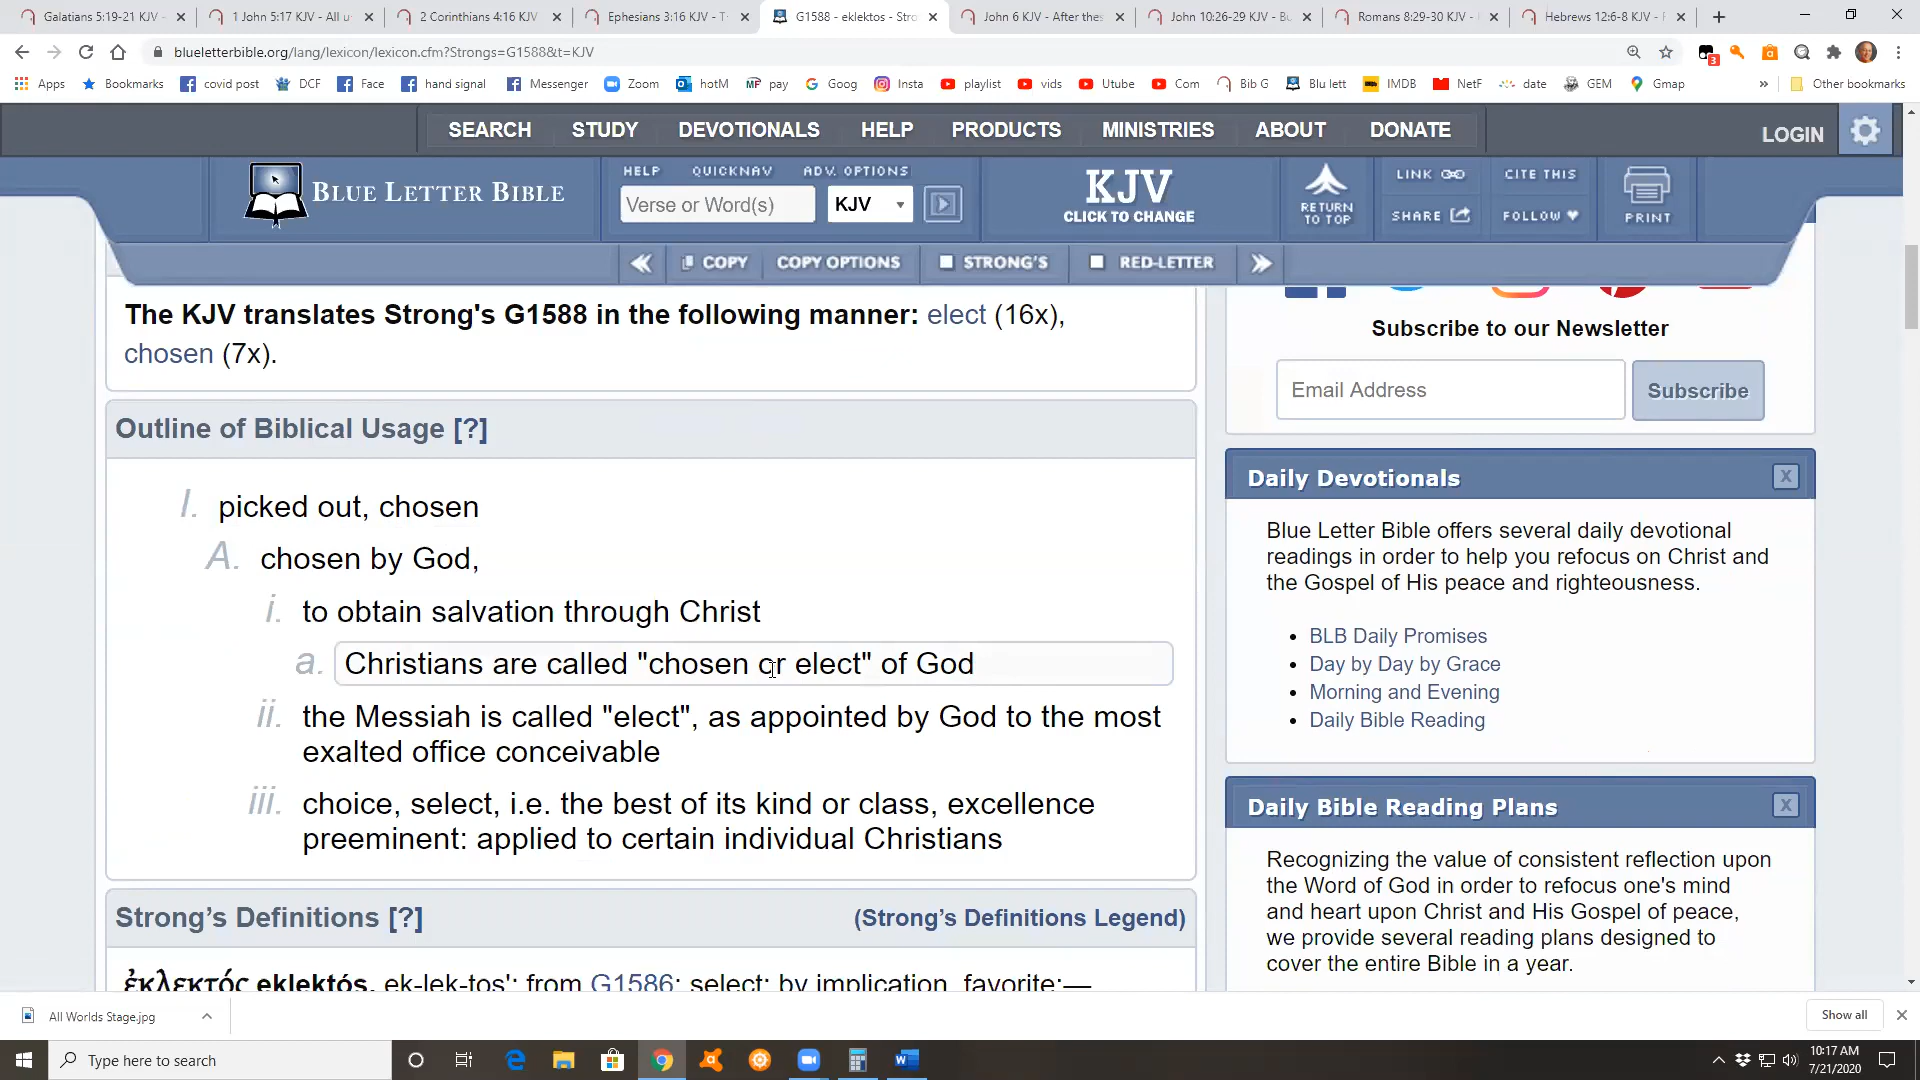 Galatians 5:19-21 KJV -
1 John 5:17 KJV - All u
2 Corinthians 4:16 KJV
Ephesians 3:16 KJV - T
G1588 - eklektos - Stro
John 6 KJV - After thes
John 10:26-29 KJV - Bu
Romans 8:29-30 KJV -
Hebrews 12:6-8 KJV - F
blueletterbible.org/lang/lexicon/lexicon.cfm?Strongs=G1588&t=KJV
3
Apps Bookmarks covid post DCF Face hand signal Messenger Zoom hotM pay Goog Insta playlist vids Utube Com Bib G Blu lett IMDB NetF date GEM Gmap » Other bookmarks
SEARCH STUDY DEVOTIONALS HELP PRODUCTS MINISTRIES ABOUT DONATE LOGIN
HELP QUICKNAV ADV. OPTIONS
BLUE LETTER BIBLE
Verse or Word(s)
KJV
KJV
CLICK TO CHANGE
RETURN
TO TOP
LINK CITE THIS
SHARE FOLLOW
PRINT
COPY COPY OPTIONS STRONG'S RED-LETTER
The KJV translates Strong's G1588 in the following manner: elect (16x),
chosen (7x).
Outline of Biblical Usage [?]
I. picked out, chosen
A. chosen by God,
i. to obtain salvation through Christ
a. Christians are called "chosen or elect" of God
ii. the Messiah is called "elect", as appointed by God to the most
exalted office conceivable
iii. choice, select, i.e. the best of its kind or class, excellence
preeminent: applied to certain individual Christians
Strong's Definitions [?] (Strong's Definitions Legend)
ἐκλεκτός eklektós, ek-lek-tos'; from G1586; select; by implication, favorite:—
Subscribe to our Newsletter
Email Address
Subscribe
Daily Devotionals X
Blue Letter Bible offers several daily devotional
readings in order to help you refocus on Christ and
the Gospel of His peace and righteousness.
• BLB Daily Promises
• Day by Day by Grace
• Morning and Evening
• Daily Bible Reading
Daily Bible Reading Plans X
Recognizing the value of consistent reflection upon
the Word of God in order to refocus one's mind
and heart upon Christ and His Gospel of peace,
we provide several reading plans designed to
cover the entire Bible in a year.
All Worlds Stage.jpg
Show all
Type here to search
10:17 AM
7/21/2020